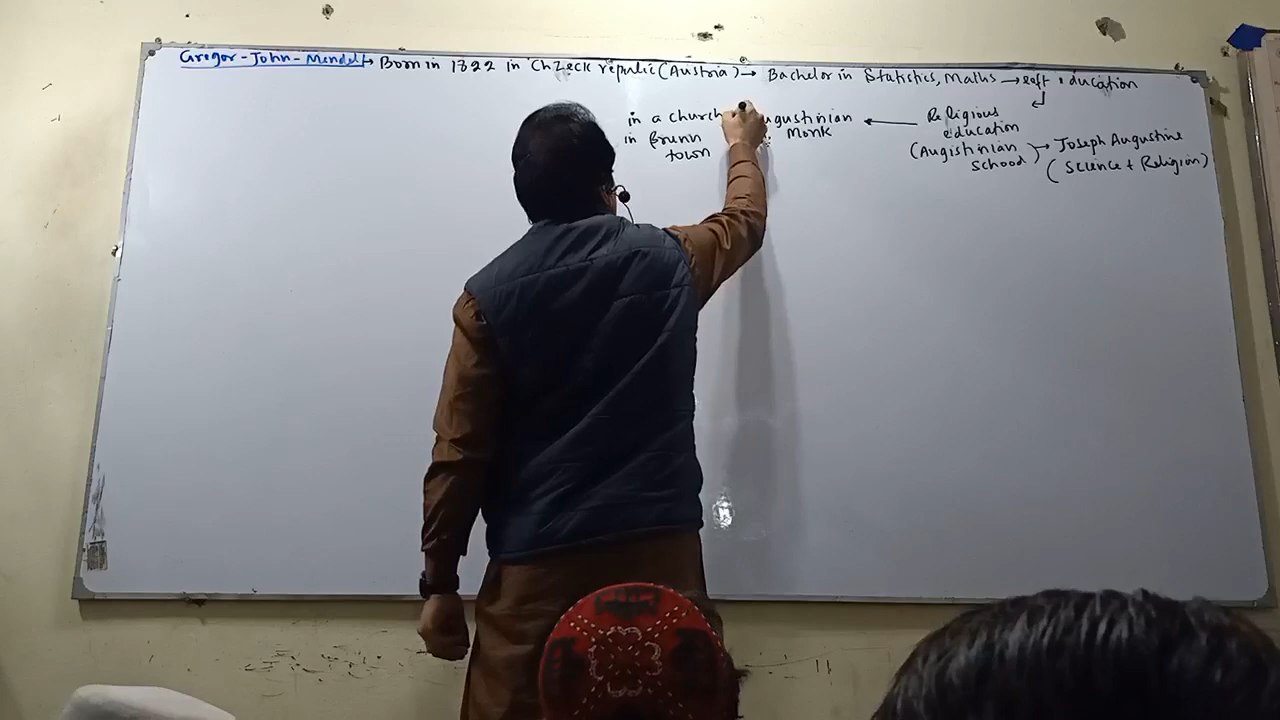 Gregor-John-Mendel → Born in 1822 in Chzeck repulic (Austria) → Bachelor in Statistics, Maths → left education
in a church
in Brunn
town
Augustinian
Monk
Religious
education
(Augistinian
school)
→ Joseph Augustine
(Science + Religion)